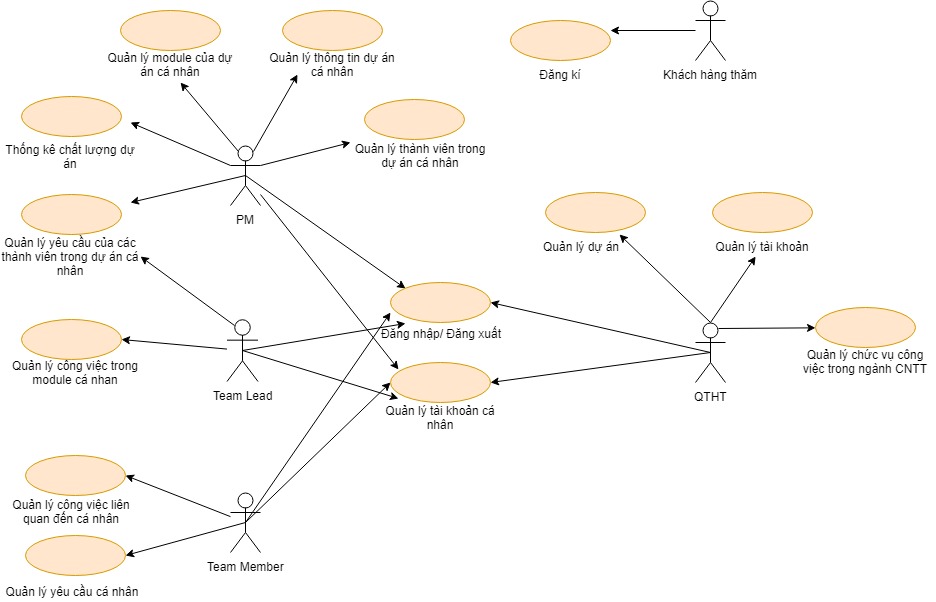 Quản lý module của dự
án cá nhân
Quản lý thông tin dự án
cá nhân
Đăng kí
Khách hàng thăm
Thống kê chất lượng dự
án
Quản lý thành viên trong
dự án cá nhân
PM
Quản lý yêu cầu của các
thành viên trong dự án cá
nhân
Quản lý dự án
Quản lý tài khoản
Đăng nhập/ Đăng xuất
Quản lý công việc trong
module cá nhan
Team Lead
Quản lý tài khoản cá
nhân
QTHT
Quản lý chức vụ công
việc trong ngành CNTT
Quản lý công việc liên
quan đến cá nhân
Team Member
Quản lý yêu cầu cá nhân